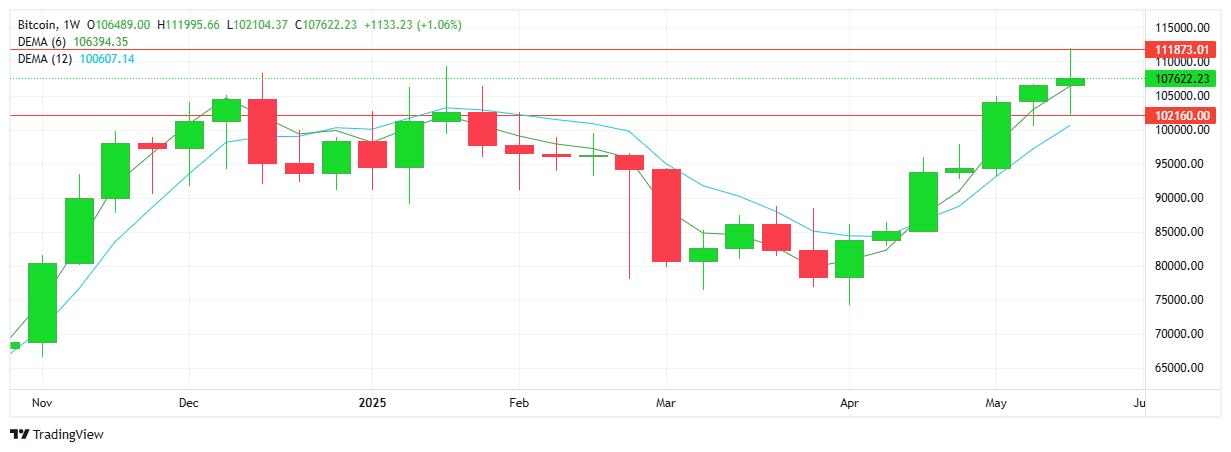 Bitcoin, 1W O106489.00 H111995.66 L102104.37 C107622.23 +1133.23 (+1.06%)
DEMA (6) 106394.35
DEMA (12) 100607.14
115000.00
111873.01
110000.00
107622.23
105000.00
102160.00
100000.00
95000.00
90000.00
85000.00
80000.00
75000.00
70000.00
65000.00
Nov Dec 2025 Feb Mar Apr May Ju
TradingView